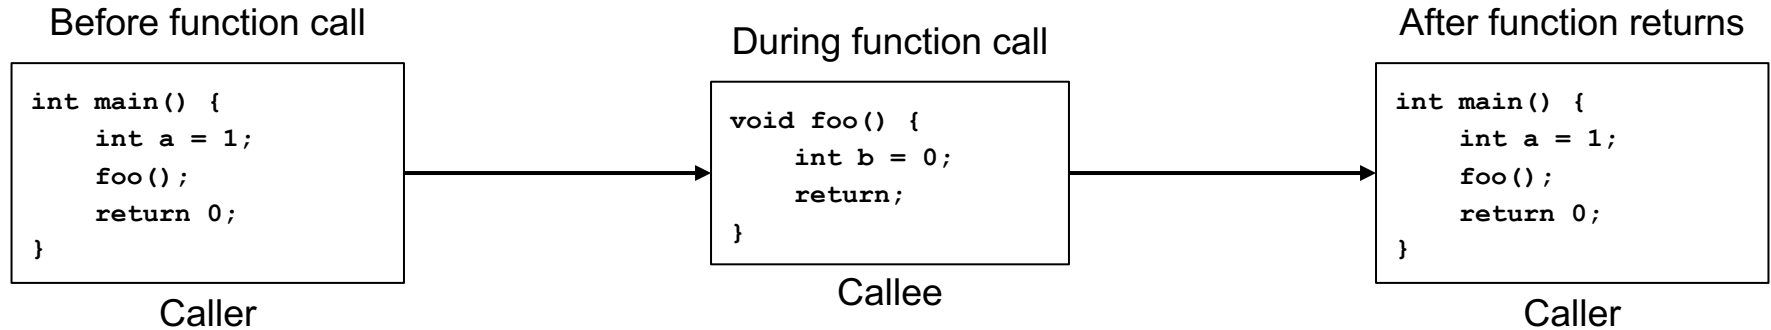 Before function call
int main() {
    int a = 1;
    foo();
    return 0;
}
Caller
During function call
void foo() {
    int b = 0;
    return;
}
Callee
After function returns
int main() {
    int a = 1;
    foo();
    return 0;
}
Caller